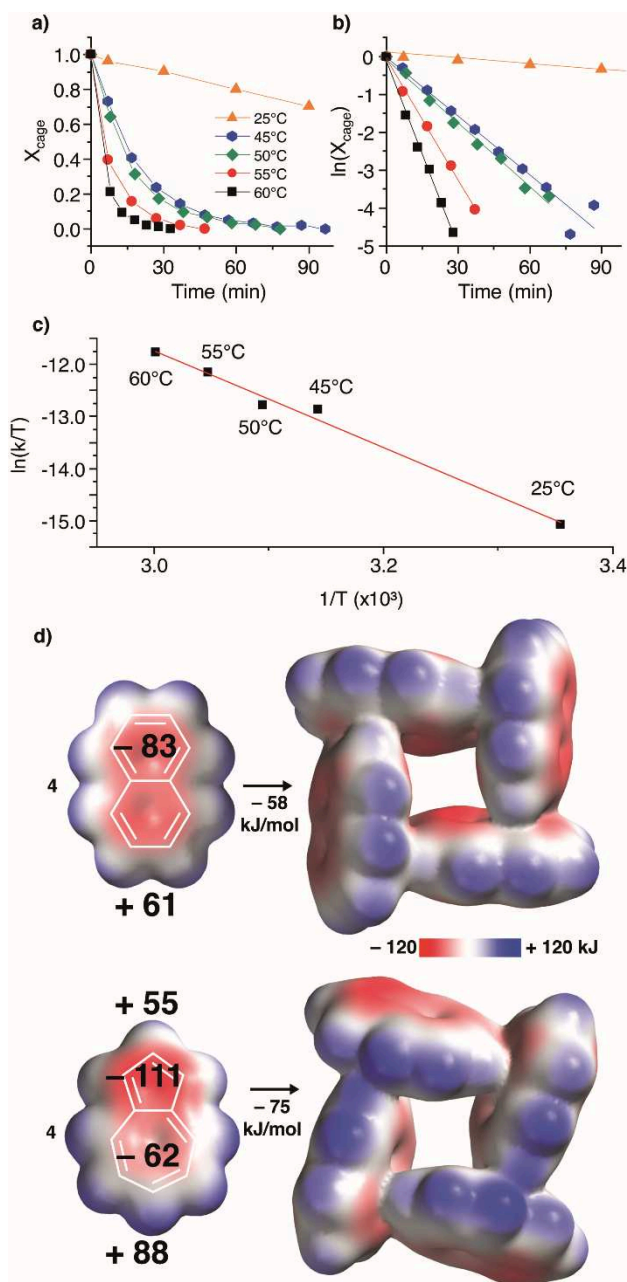 a)
1.0
0.8
0.6
0.4
0.2
0.0
X_cage
25°C
45°C
50°C
55°C
60°C
0 30 60 90
Time (min)
b)
0
-1
-2
-3
-4
-5
ln(X_cage)
0 30 60 90
Time (min)
c)
-12.0
-13.0
-14.0
-15.0
ln(k/T)
55°C
60°C
45°C
50°C
25°C
3.0 3.2 3.4
1/T (x10³)
d)
4
- 83
+ 61
- 58
kJ/mol
- 120 + 120 kJ
+ 55
4
- 111
- 62
+ 88
- 75
kJ/mol